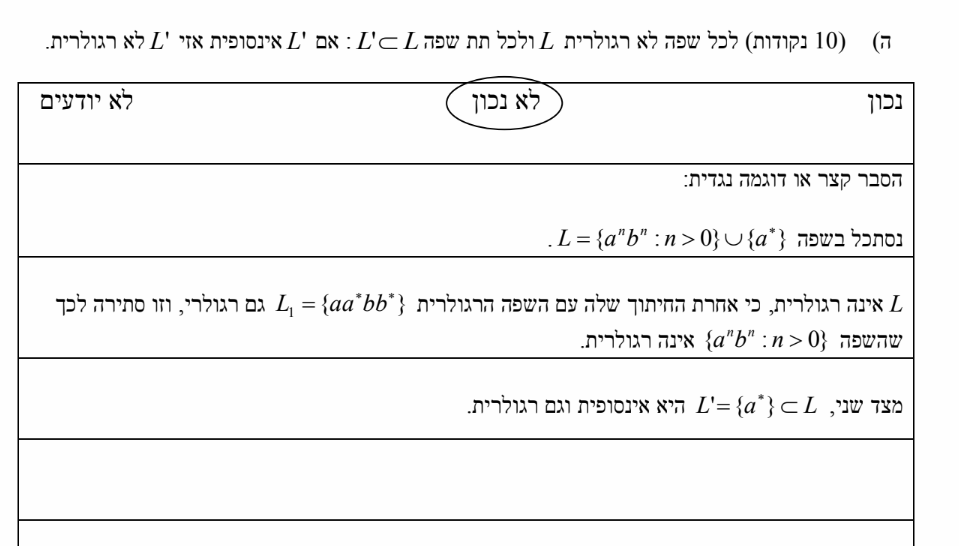 ה) (10 נקודות) לכל שפה לא רגולרית L ולכל תת שפה L'⊂L : אם L' אינסופית אזי L' לא רגולרית.
נכון לא נכון לא יודעים
הסבר קצר או דוגמה נגדית:
נסתכל בשפה L = {aⁿbⁿ : n > 0} ∪ {a*} .
L אינה רגולרית, כי אחרת החיתוך שלה עם השפה הרגולרית L₁ = {aa*bb*} גם רגולרי, וזו סתירה לכך
שהשפה {aⁿbⁿ : n > 0} אינה רגולרית.
מצד שני, L'= {a*} ⊂ L היא אינסופית וגם רגולרית.